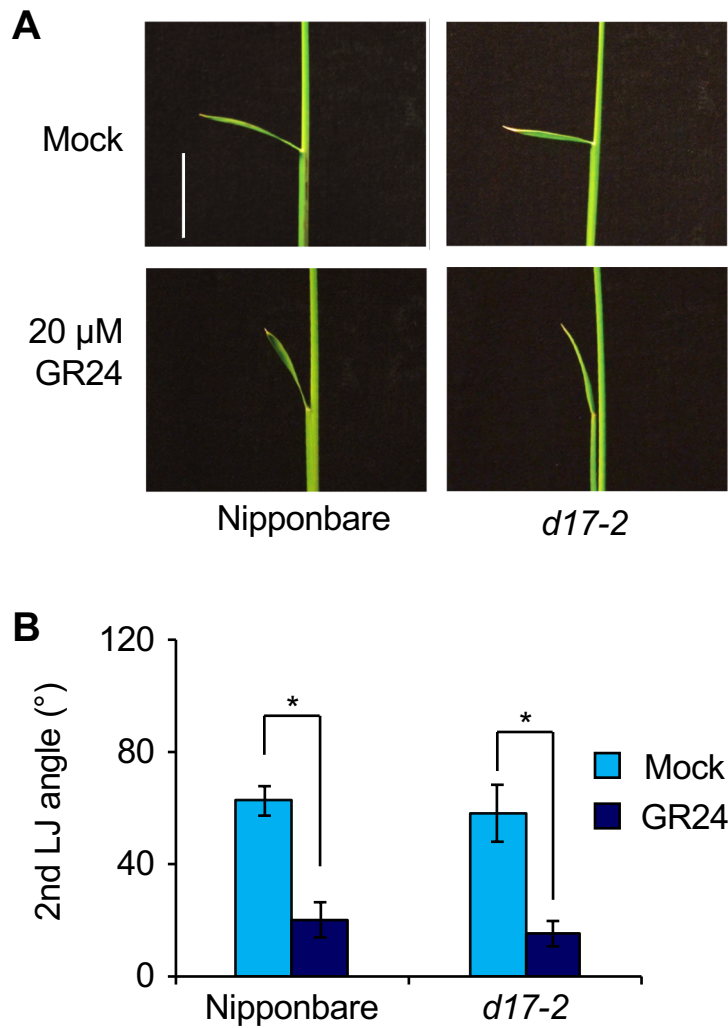 A
Mock
20 µM
GR24
Nipponbare
d17-2
B
2nd LJ angle (°)
120
80
40
0
*
*
Mock
GR24
Nipponbare
d17-2